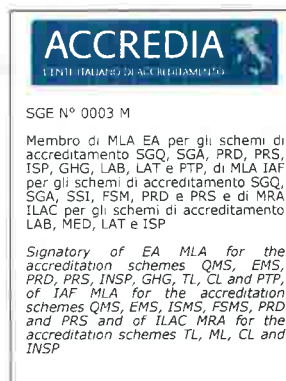 ACCREDIA
L'ENTE ITALIANO DI ACCREDITAMENTO
SGE N° 0003 M
Membro di MLA EA per gli schemi di
accreditamento SGQ, SGA, PRD, PRS,
ISP, GHG, LAB, LAT e PTP, di MLA IAF
per gli schemi di accreditamento SGQ,
SGA, SSI, FSM, PRD e PRS e di MRA
ILAC per gli schemi di accreditamento
LAB, MED, LAT e ISP
Signatory of EA MLA for the
accreditation schemes QMS, EMS,
PRD, PRS, INSP, GHG, TL, CL and PTP,
of IAF MLA for the accreditation
schemes QMS, EMS, ISMS, FSMS, PRD
and PRS and of ILAC MRA for the
accreditation schemes TL, ML, CL and
INSP